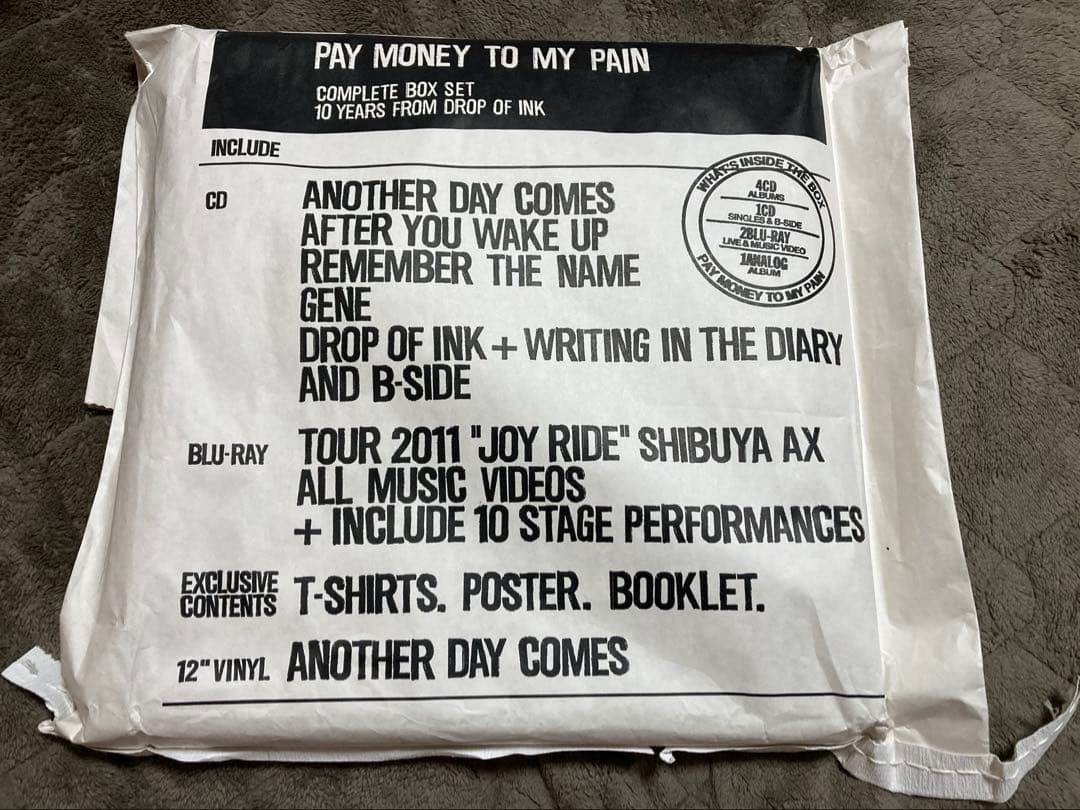 PAY MONEY TO MY PAIN
COMPLETE BOX SET
10 YEARS FROM DROP OF INK
INCLUDE
CD
ANOTHER DAY COMES
AFTER YOU WAKE UP
REMEMBER THE NAME
GENE
DROP OF INK + WRITING IN THE DIARY
AND B-SIDE
WHAT'S INSIDE THE BOX
4CD
ALBUMS
1CD
SINGLES & B-SIDE
2BLU-RAY
LIVE & MUSIC VIDEO
1ANALOG
ALBUM
PAY MONEY TO MY PAIN
BLU-RAY
TOUR 2011 "JOY RIDE" SHIBUYA AX
ALL MUSIC VIDEOS
+ INCLUDE 10 STAGE PERFORMANCES
EXCLUSIVE
CONTENTS
T-SHIRTS. POSTER. BOOKLET.
12" VINYL
ANOTHER DAY COMES